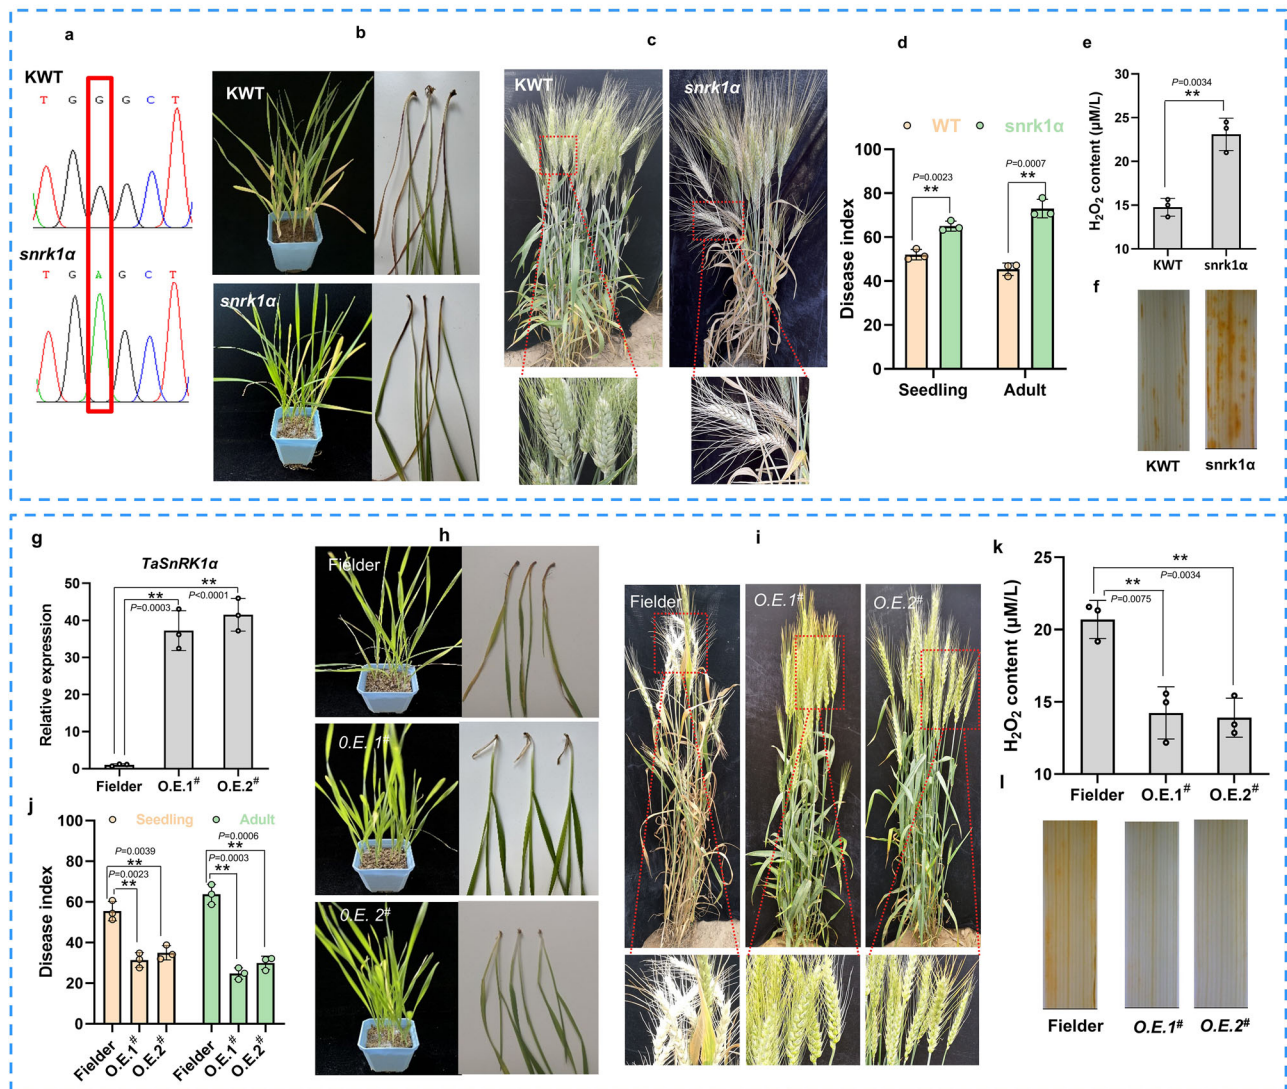 a
KWT
T G G G C T
snrk1α
T G A G C T
b
KWT
snrk1α
c
KWT
snrk1α
d
WT snrk1α
Disease index
100
80
60
40
20
0
P=0.0023
**
P=0.0007
**
Seedling Adult
e
H₂O₂ content (μM/L)
30
25
20
15
10
P=0.0034
**
KWT snrk1α
f
KWT snrk1α
g
TaSnRK1α
Relative expression
50
40
30
20
10
0
**
P<0.0001
**
P=0.0003
Fielder O.E.1# O.E.2#
h
Fielder
O.E. 1#
O.E. 2#
i
Fielder
O.E.1#
O.E.2#
j
Seedling Adult
Disease index
100
80
60
40
20
0
P=0.0039
**
P=0.0023
**
P=0.0006
**
P=0.0003
**
Fielder O.E.1# O.E.2# Fielder O.E.1# O.E.2#
k
H₂O₂ content (μM/L)
25
20
15
10
**
P=0.0034
**
P=0.0075
Fielder O.E.1# O.E.2#
l
Fielder O.E.1# O.E.2#